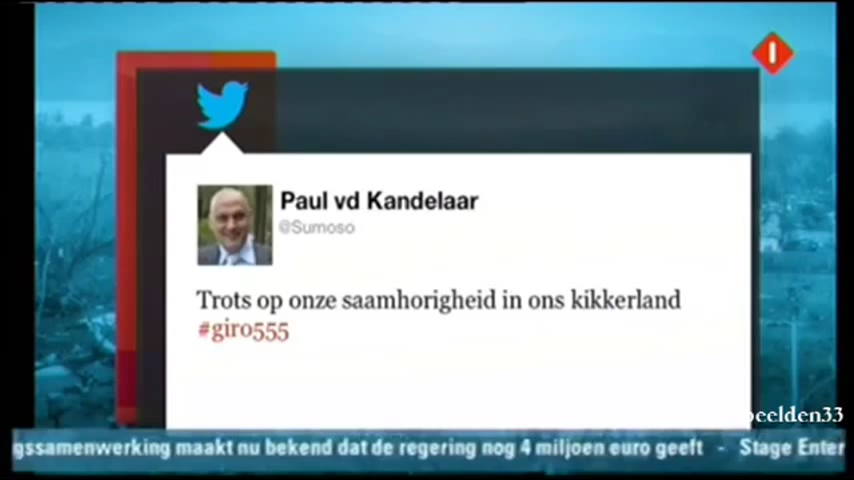 Paul vd Kandelaar
@Sumoso
Trots op onze saamhorigheid in ons kikkerland
#giro555
beelden33
gssamenwerking maakt nu bekend dat de regering nog 4 miljoen euro geeft - Stage Enter